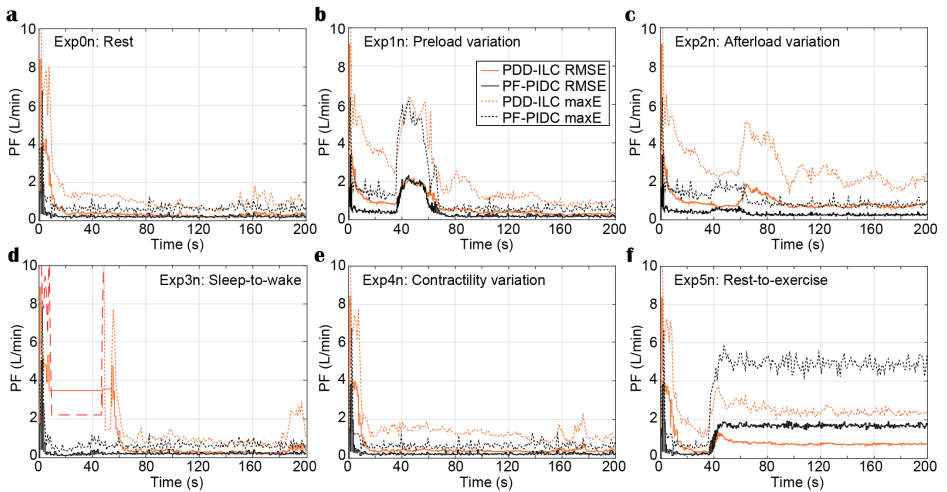 a
Exp0n: Rest
PF (L/min)
10
8
6
4
2
0
0 40 80 120 160 200
Time (s)
b
Exp1n: Preload variation
PDD-ILC RMSE
PF-PIDC RMSE
PDD-ILC maxE
PF-PIDC maxE
PF (L/min)
10
8
6
4
2
0
0 40 80 120 160 200
Time (s)
c
Exp2n: Afterload variation
PF (L/min)
10
8
6
4
2
0
0 40 80 120 160 200
Time (s)
d
Exp3n: Sleep-to-wake
PF (L/min)
10
8
6
4
2
0
0 40 80 120 160 200
Time (s)
e
Exp4n: Contractility variation
PF (L/min)
10
8
6
4
2
0
0 40 80 120 160 200
Time (s)
f
Exp5n: Rest-to-exercise
PF (L/min)
10
8
6
4
2
0
0 40 80 120 160 200
Time (s)